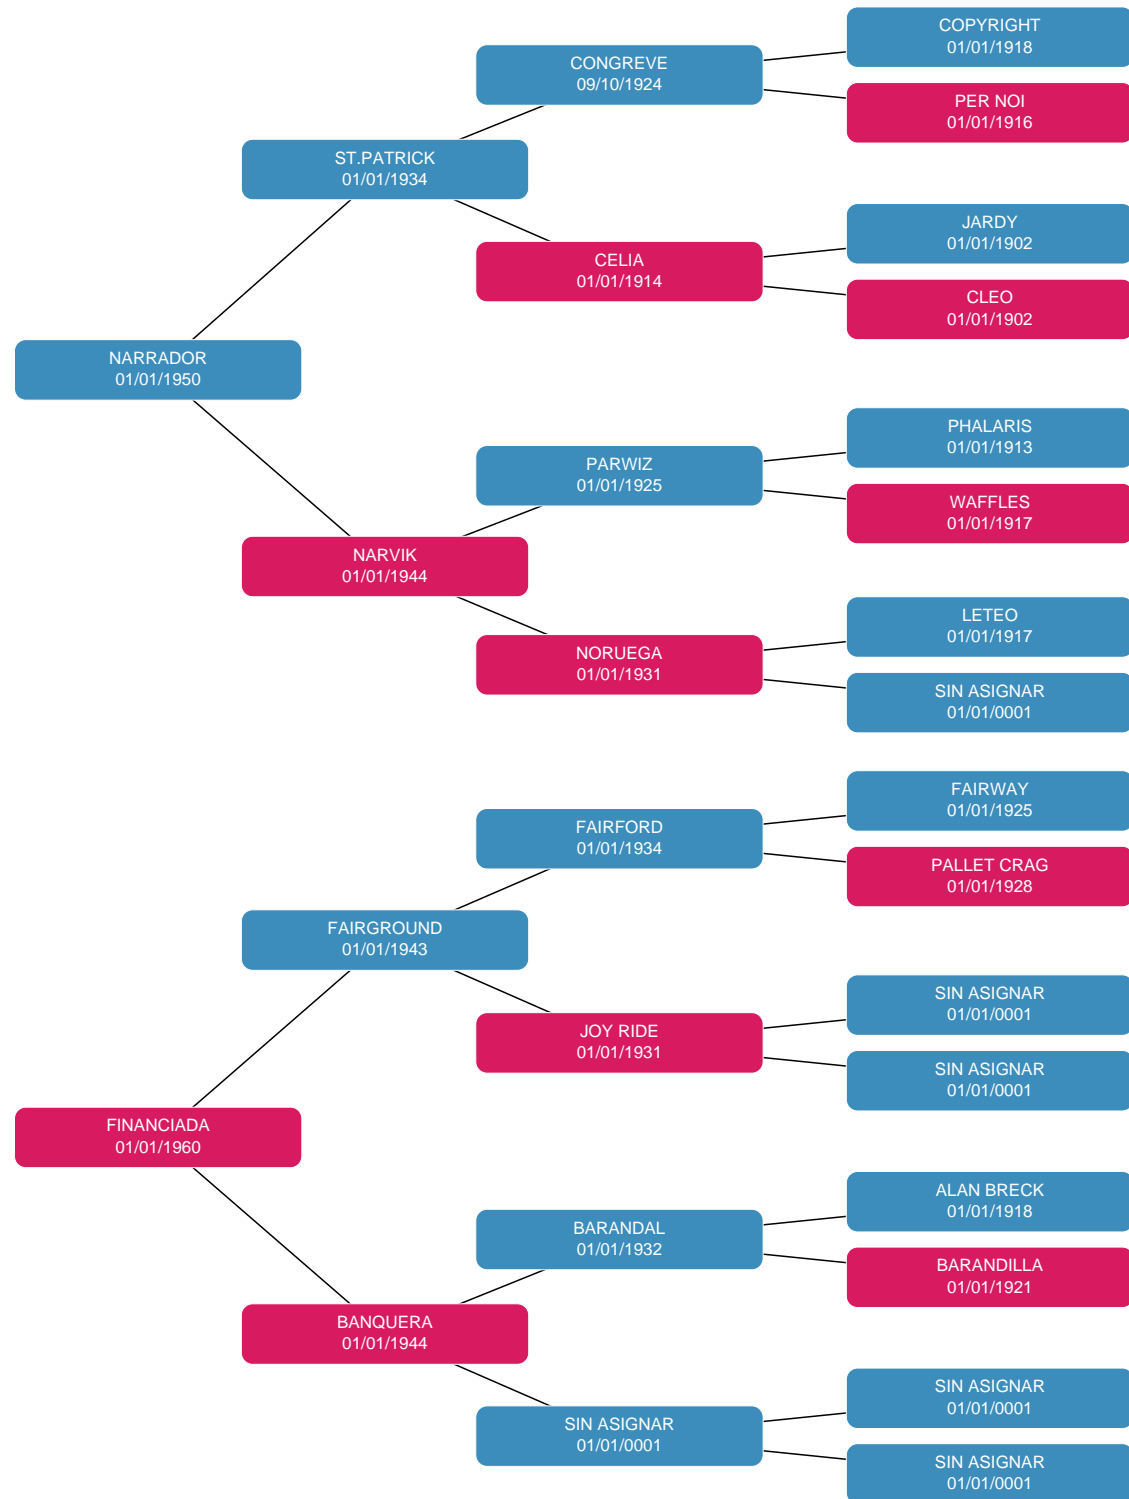 COPYRIGHT
01/01/1918
CONGREVE
09/10/1924
PER NOI
01/01/1916
ST.PATRICK
01/01/1934
JARDY
01/01/1902
CELIA
01/01/1914
CLEO
01/01/1902
NARRADOR
01/01/1950
PHALARIS
01/01/1913
PARWIZ
01/01/1925
WAFFLES
01/01/1917
NARVIK
01/01/1944
LETEO
01/01/1917
NORUEGA
01/01/1931
SIN ASIGNAR
01/01/0001
FAIRWAY
01/01/1925
FAIRFORD
01/01/1934
PALLET CRAG
01/01/1928
FAIRGROUND
01/01/1943
SIN ASIGNAR
01/01/0001
JOY RIDE
01/01/1931
SIN ASIGNAR
01/01/0001
FINANCIADA
01/01/1960
ALAN BRECK
01/01/1918
BARANDAL
01/01/1932
BARANDILLA
01/01/1921
BANQUERA
01/01/1944
SIN ASIGNAR
01/01/0001
SIN ASIGNAR
01/01/0001
SIN ASIGNAR
01/01/0001